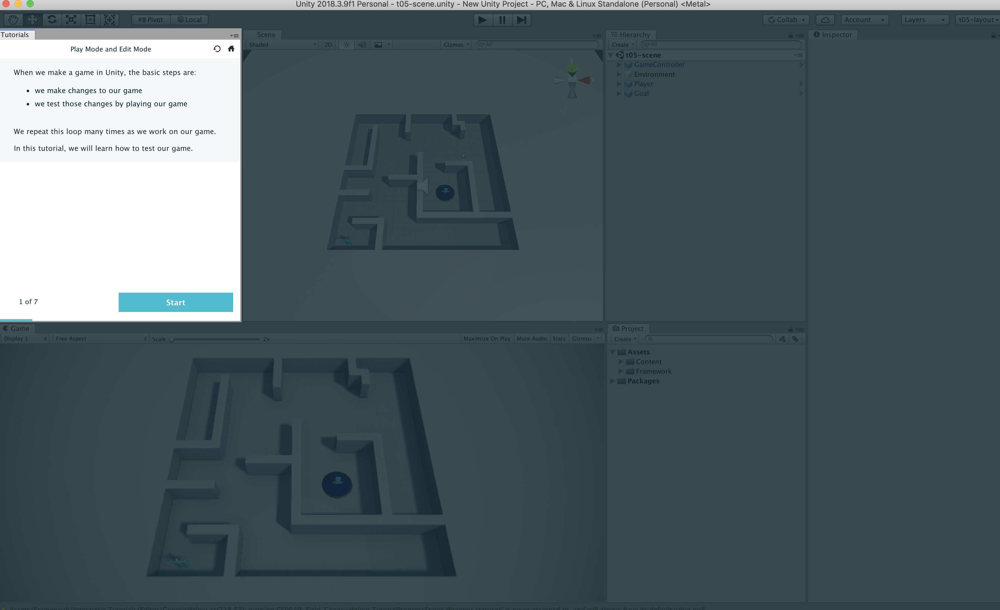 Unity 2018.3.9f1 Personal - t05-scene.unity - New Unity Project - PC, Mac & Linux Standalone (Personal) <Metal>
Pivot Local Collab Account Layers t05-layout
Tutorials
Play Mode and Edit Mode
When we make a game in Unity, the basic steps are:
• we make changes to our game
• we test those changes by playing our game
We repeat this loop many times as we work on our game.
In this tutorial, we will learn how to test our game.
1 of 7
Start
Scene
Shaded 2D Gizmos All
y
x
Hierarchy
Create All
t05-scene
GameController
Environment
Player
Goal
Inspector
Game
Display 1 Free Aspect Scale 2x Maximize On Play Mute Audio Stats Gizmos
Project
Create
Assets
Content
Framework
Packages
Assets/Framework/Interactive Tutorials/Editor/GenesisHelper.cs(218,53): warning CS0649: Field 'GenesisHelper.TutorialProgressStatus.Wrapper.statuses' is never assigned to, and will always have its default value null